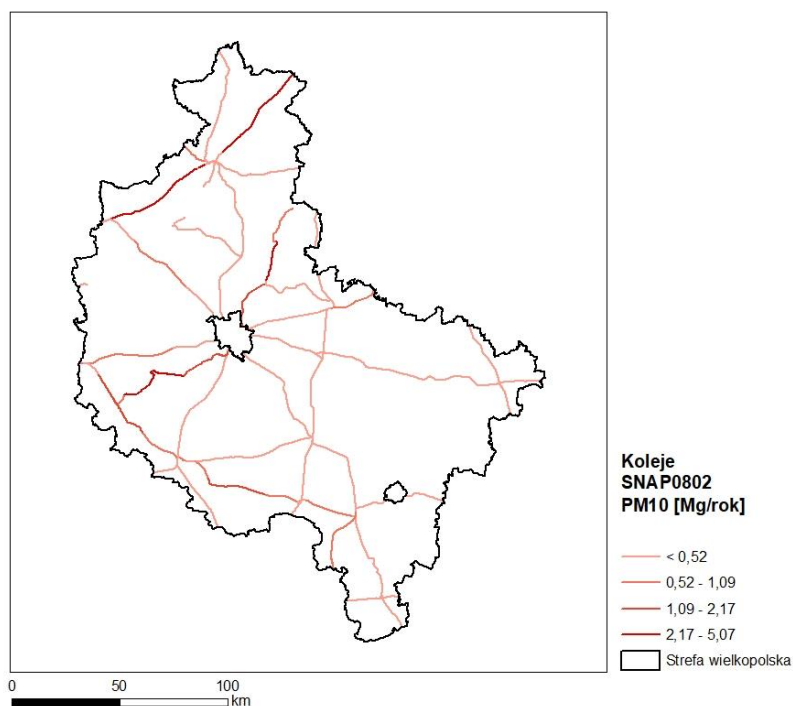 Koleje
SNAP0802
PM10 [Mg/rok]
< 0,52
0,52 - 1,09
1,09 - 2,17
2,17 - 5,07
Strefa wielkopolska
0 50 100
km